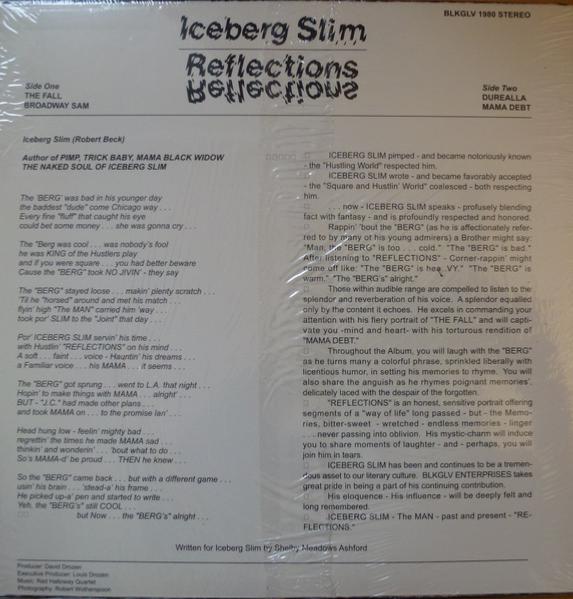 BLKGLV 1980 STEREO
Iceberg Slim
Reflections
Reflections
Side One
THE FALL
BROADWAY SAM
Side Two
DUREALLA
MAMA DEBT
Iceberg Slim (Robert Beck)
Author of PIMP, TRICK BABY, MAMA BLACK WIDOW
THE NAKED SOUL OF ICEBERG SLIM
The 'BERG' was bad in his younger day
the baddest "dude" come Chicago way . . .
Every fine "fluff" that caught his eye
could bet some money . . . she was gonna cry . . .
The "Berg was cool . . . was nobody's fool
he was KING of the Hustlers play
and if you were square . . . you had better beware
Cause the "BERG" took NO JIVIN' - they say
The "BERG" stayed loose . . . makin' plenty scratch . . .
'Til he "horsed" around and met his match . . .
flyin' high "The MAN" carried him 'way . . .
took por' SLIM to the "Joint" that day . . .
Por' ICEBERG SLIM servin' his time . . .
with Hustlin' "REFLECTIONS" on his mind . . .
A soft . . . faint . . . voice - Hauntin' his dreams . . .
a Familiar voice . . . his MAMA . . . it seems . . .
The "BERG" got sprung . . . went to L.A. that night . . .
Hopin' to make things with MAMA . . . alright' . . .
BUT - "J.C." had made other plans . . .
and took MAMA on . . . to the promise lan' . . .
Head hung low - feelin' mighty bad . . .
regrettin' the times he made MAMA sad . . .
thinkin' and wonderin' . . . 'bout what to do . . .
So's MAMA-d' be proud . . . THEN he knew . . .
So the "BERG" came back . . . but with a different game . . .
usin' his brain . . . 'stead-a' his frame . . .
He picked up-a' pen and started to write . . .
Yeh, the "BERG's" still COOL . . .
but Now . . . the "BERG's" alright . . .
ICEBERG SLIM pimped - and became notoriously known
- the "Hustling World" respected him.
ICEBERG SLIM wrote - and became favorably accepted
- the "Square and Hustlin' World" coalesced - both respecting
him.
. . . now - ICEBERG SLIM speaks - profusely blending
fact with fantasy - and is profoundly respected and honored.
Rappin' 'bout the "BERG" (as he is affectionately refer-
red to by many of his young admirers) a Brother might say:
"Man, the "BERG" is too . . . cold." "The "BERG" is bad."
After listening to "REFLECTIONS" - Corner-rappin' might
come off like: "The "BERG" is hea..VY." "The "BERG" is
warm." "The "BERG's" alright."
Those within audible range are compelled to listen to the
splendor and reverberation of his voice. A splendor equalled
only by the content it echoes. He excels in commanding your
attention with his fiery portrait of "THE FALL" and will capti-
vate you -mind and heart- with his torturous rendition of
"MAMA DEBT."
Throughout the Album, you will laugh with the "BERG"
as he turns many a colorful phrase, sprinkled liberally with
licentious humor, in setting his memories to rhyme. You will
also share the anguish as he rhymes poignant memories',
delicately laced with the despair of the forgotten.
"REFLECTIONS" is an honest, sensitive portrait offering
segments of a "way of life" long passed - but - the Memo-
ries, bitter-sweet - wretched - endless memories - linger
. . . never passing into oblivion. His mystic-charm will induce
you to share moments of laughter - and - perhaps, you will
join him in tears.
ICEBERG SLIM has been and continues to be a tremen-
dous asset to our literary culture. BLKGLV ENTERPRISES takes
great pride in being a part of his continuing contribution.
His eloquence - His influence - will be deeply felt and
long remembered.
ICEBERG SLIM - The MAN - past and present - "RE-
FLECTIONS."
Written for Iceberg Slim by Shelby Meadows Ashford
Producer: David Drozen
Executive Producer: Louis Drozen
Music: Red Holloway Quartet
Photography: Robert Wotherspoon